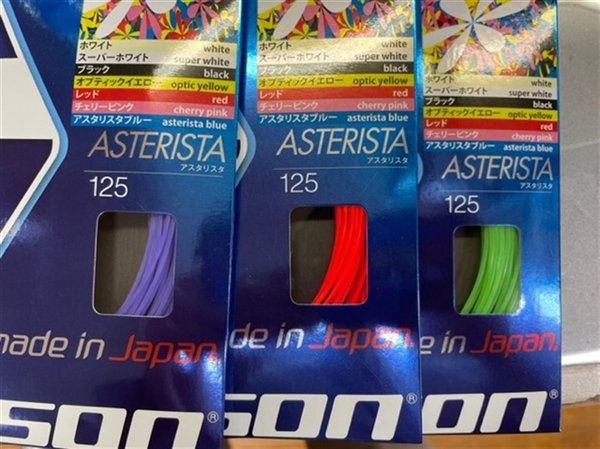 ホワイト white
スーパーホワイト super white
ブラック black
オプティックイエロー optic yellow
レッド red
チェリーピンク cherry pink
アスタリスタブルー asterista blue
ASTERISTA
アスタリスタ
125
made in Japan.
SON®
ホワイト white
スーパーホワイト super white
ブラック black
オプティックイエロー optic yellow
レッド red
チェリーピンク cherry pink
アスタリスタブルー asterista blue
ASTERISTA
アスタリスタ
125
de in Japan.
SON®
ホワイト white
スーパーホワイト super white
ブラック black
オプティックイエロー optic yellow
レッド red
チェリーピンク cherry pink
アスタリスタブルー asterista blue
ASTERISTA
アスタリスタ
125
e in Japan.
ON®